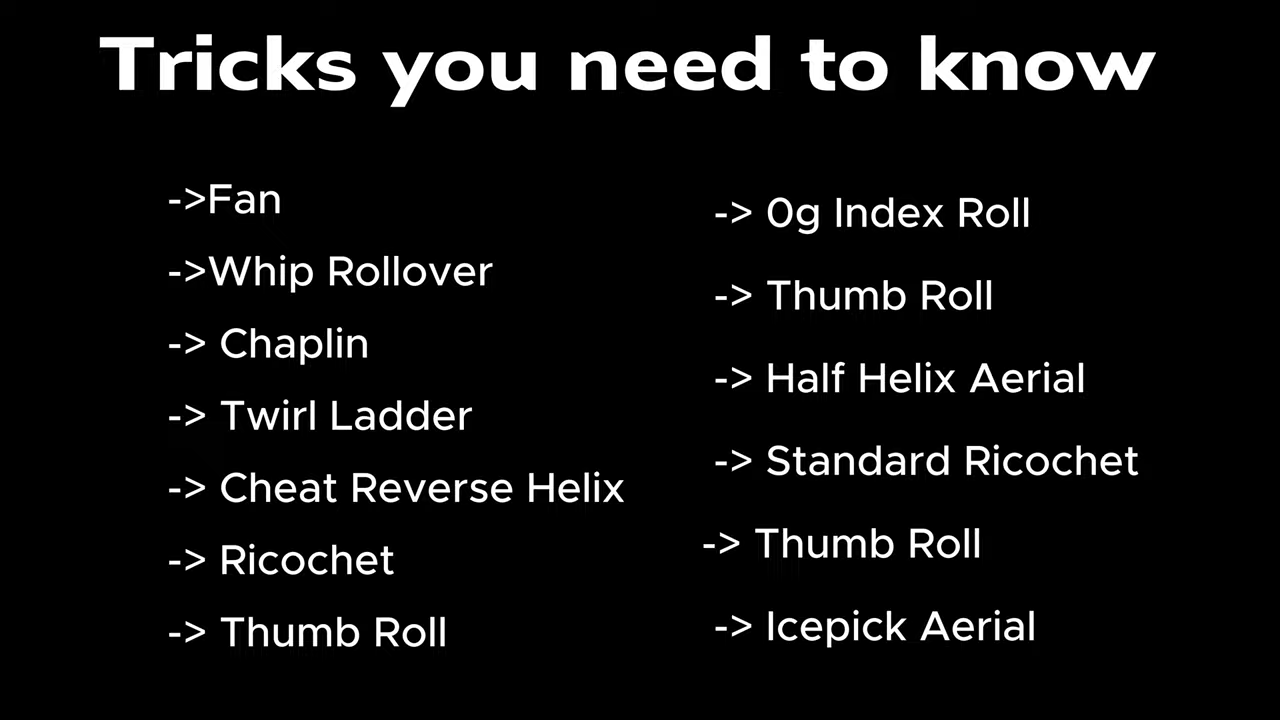 Tricks you need to know
->Fan
->Whip Rollover
-> Chaplin
-> Twirl Ladder
-> Cheat Reverse Helix
-> Ricochet
-> Thumb Roll
-> 0g Index Roll
-> Thumb Roll
-> Half Helix Aerial
-> Standard Ricochet
-> Thumb Roll
-> Icepick Aerial